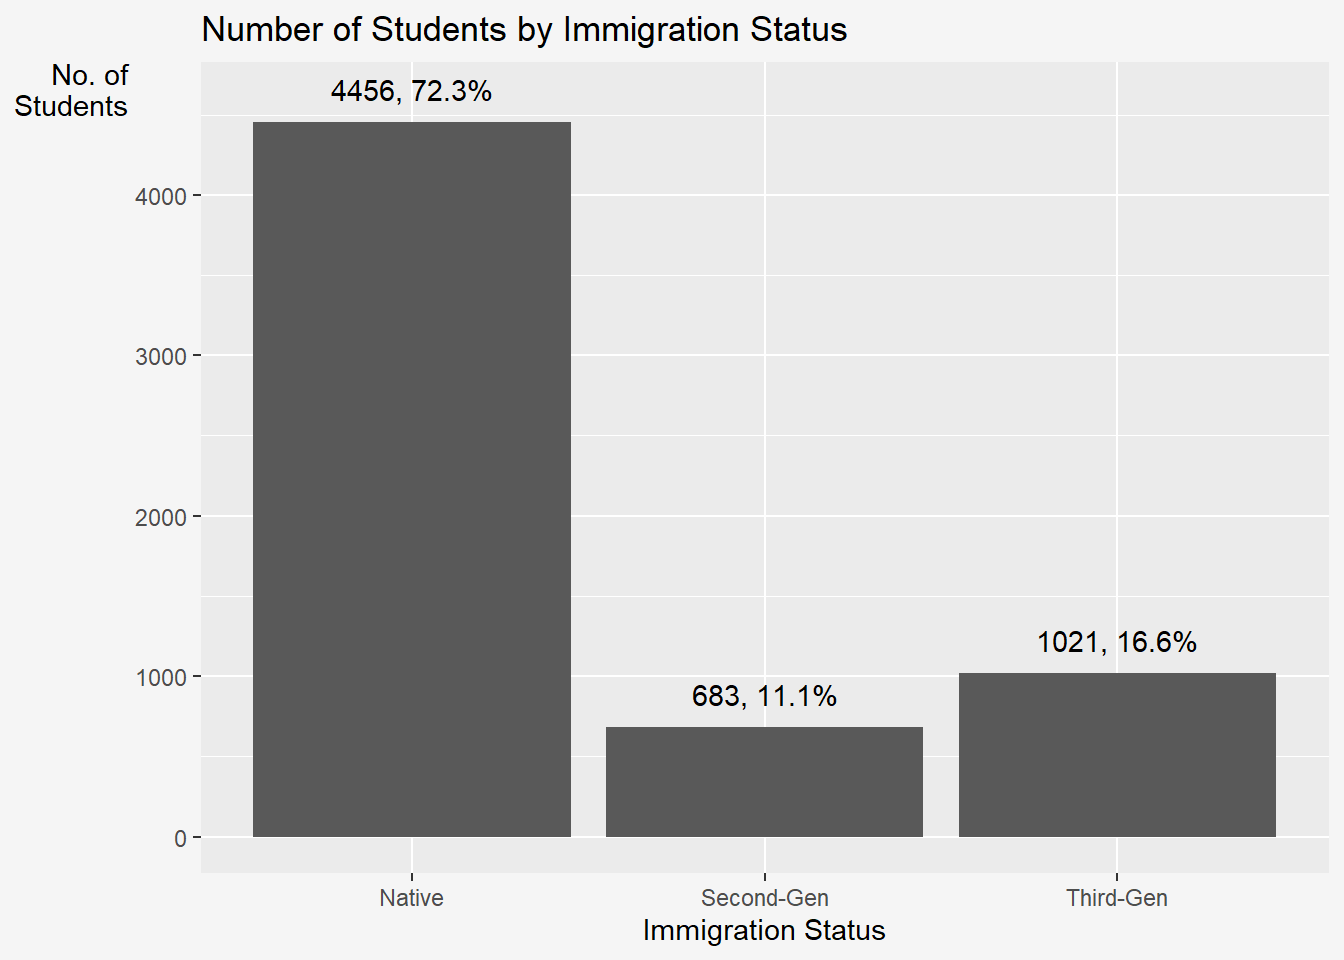 Number of Students by Immigration Status
No. of
Students
4456, 72.3%
4000
3000
2000
1021, 16.6%
1000
683, 11.1%
0
Native
Second-Gen
Third-Gen
Immigration Status